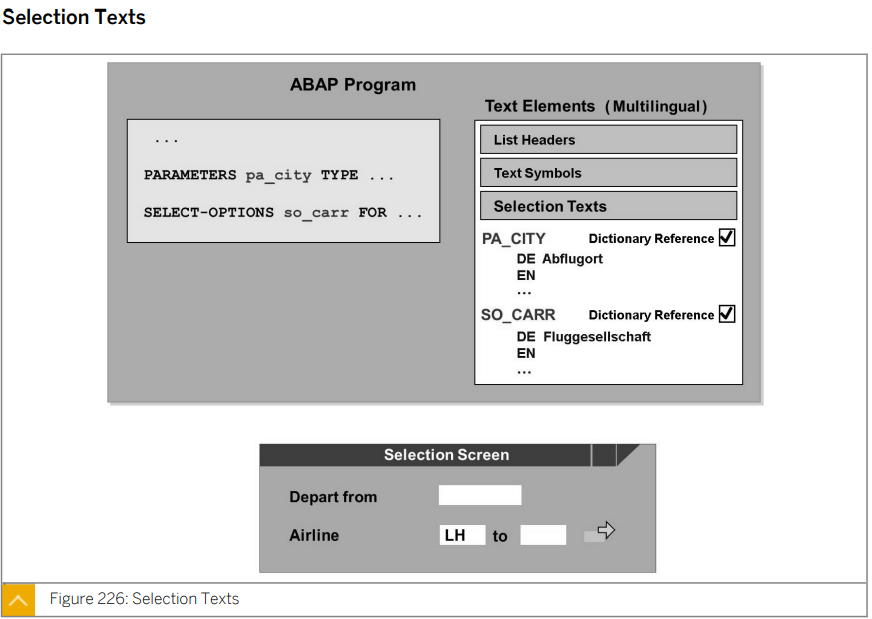 Selection Texts
ABAP Program
...
PARAMETERS pa_city TYPE ...
SELECT-OPTIONS so_carr FOR ...
Text Elements (Multilingual)
List Headers
Text Symbols
Selection Texts
PA_CITY Dictionary Reference
DE Abflugort
EN
...
SO_CARR Dictionary Reference
DE Fluggesellschaft
EN
...
Selection Screen
Depart from
Airline LH to
Figure 226: Selection Texts